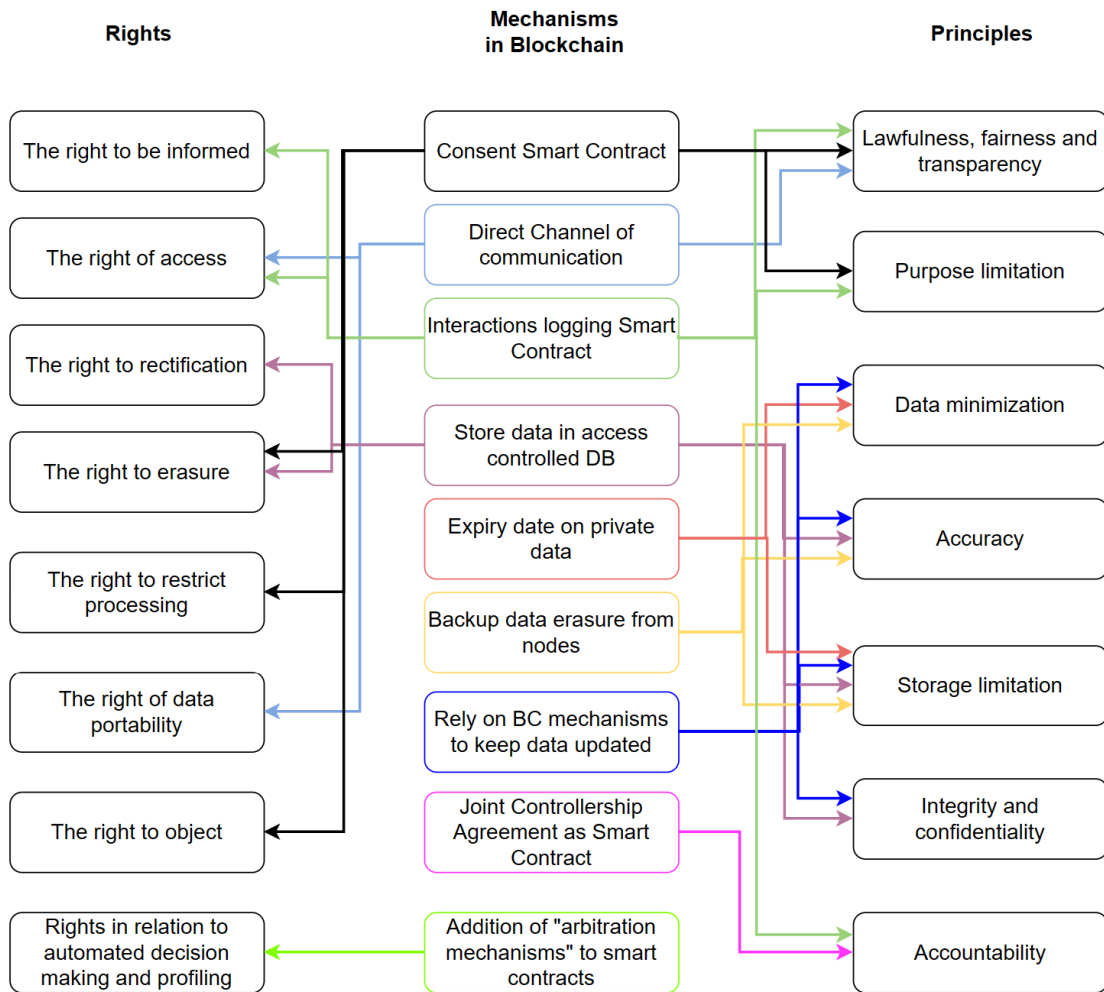 Rights
Mechanisms
in Blockchain
Principles
The right to be informed
The right of access
The right to rectification
The right to erasure
The right to restrict
processing
The right of data
portability
The right to object
Rights in relation to
automated decision
making and profiling
Consent Smart Contract
Direct Channel of
communication
Interactions logging Smart
Contract
Store data in access
controlled DB
Expiry date on private
data
Backup data erasure from
nodes
Rely on BC mechanisms
to keep data updated
Joint Controllership
Agreement as Smart
Contract
Addition of "arbitration
mechanisms" to smart
contracts
Lawfulness, fairness and
transparency
Purpose limitation
Data minimization
Accuracy
Storage limitation
Integrity and
confidentiality
Accountability